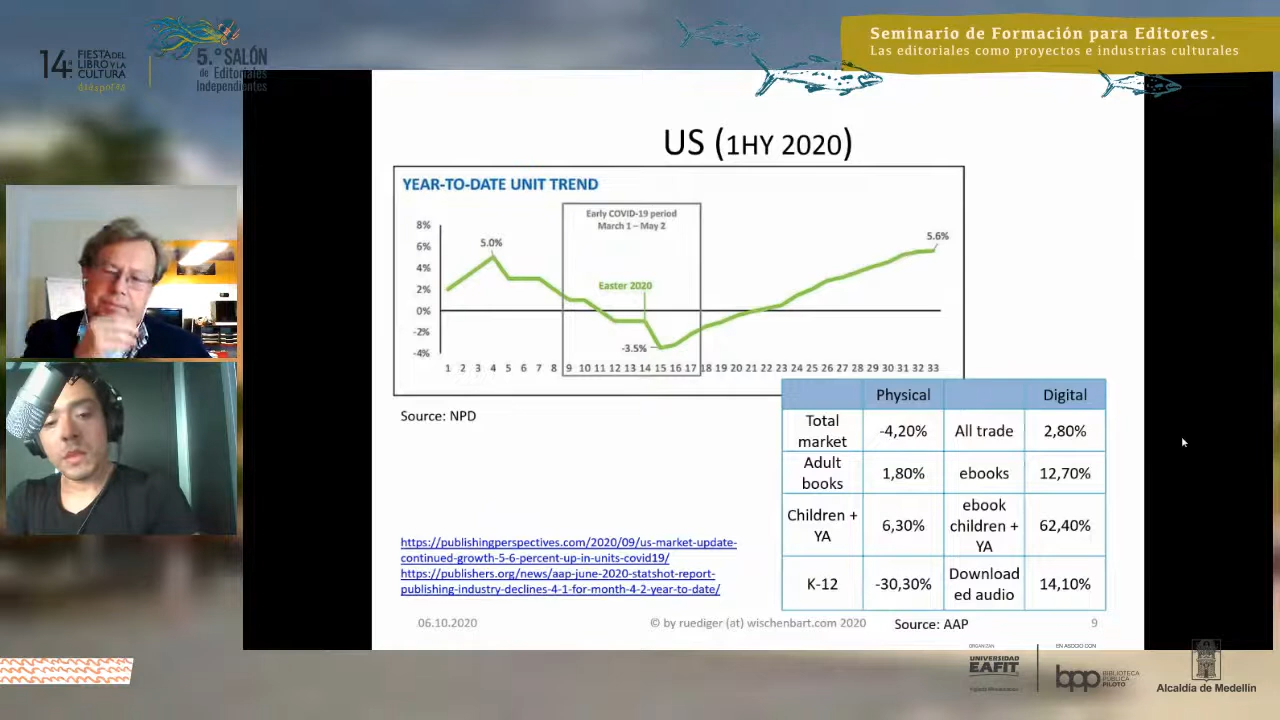 14ª FIESTA DEL
LIBRO Y LA
CULTURA
diáspora
5.º SALÓN
de Editoriales
Independientes
Seminario de Formación para Editores.
Las editoriales como proyectos e industrias culturales
US (1HY 2020)
YEAR-TO-DATE UNIT TREND
Early COVID-19 period
March 1 – May 2
8%
6%
4%
2%
0%
-2%
-4%
5.0%
Easter 2020
-3.5%
5.6%
1 2 3 4 5 6 7 8 9 10 11 12 13 14 15 16 17 18 19 20 21 22 23 24 25 26 27 28 29 30 31 32 33
Source: NPD
Physical Digital
Total
market -4,20% All trade 2,80%
Adult
books 1,80% ebooks 12,70%
Children +
YA 6,30% ebook
children +
YA 62,40%
K-12 -30,30% Download
ed audio 14,10%
https://publishingperspectives.com/2020/09/us-market-update-
continued-growth-5-6-percent-up-in-units-covid19/
https://publishers.org/news/aap-june-2020-statshot-report-
publishing-industry-declines-4-1-for-month-4-2-year-to-date/
06.10.2020
© by ruediger (at) wischenbart.com 2020
Source: AAP
9
UNIVERSIDAD
EAFIT
EN ASOCIO CON
bpp BIBLIOTECA
PÚBLICA
PILOTO
Alcaldía de Medellín